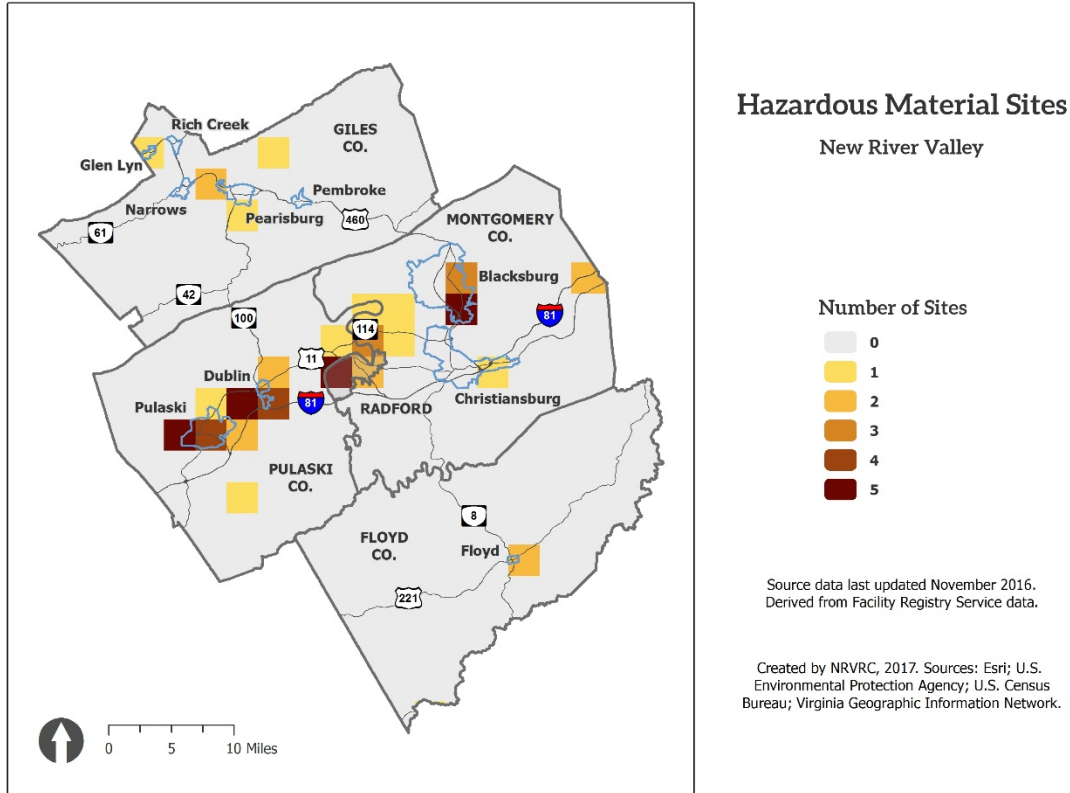 Hazardous Material Sites
New River Valley
Rich Creek
GILES
CO.
Glen Lyn
Pembroke
Narrows
Pearisburg
460
MONTGOMERY
CO.
61
Blacksburg
42
100
114
81
11
Dublin
81
RADFORD
Christiansburg
Pulaski
PULASKI
CO.
8
FLOYD
CO.
Floyd
221
0 5 10 Miles
Number of Sites
0
1
2
3
4
5
Source data last updated November 2016.
Derived from Facility Registry Service data.
Created by NRVRC, 2017. Sources: Esri; U.S.
Environmental Protection Agency; U.S. Census
Bureau; Virginia Geographic Information Network.